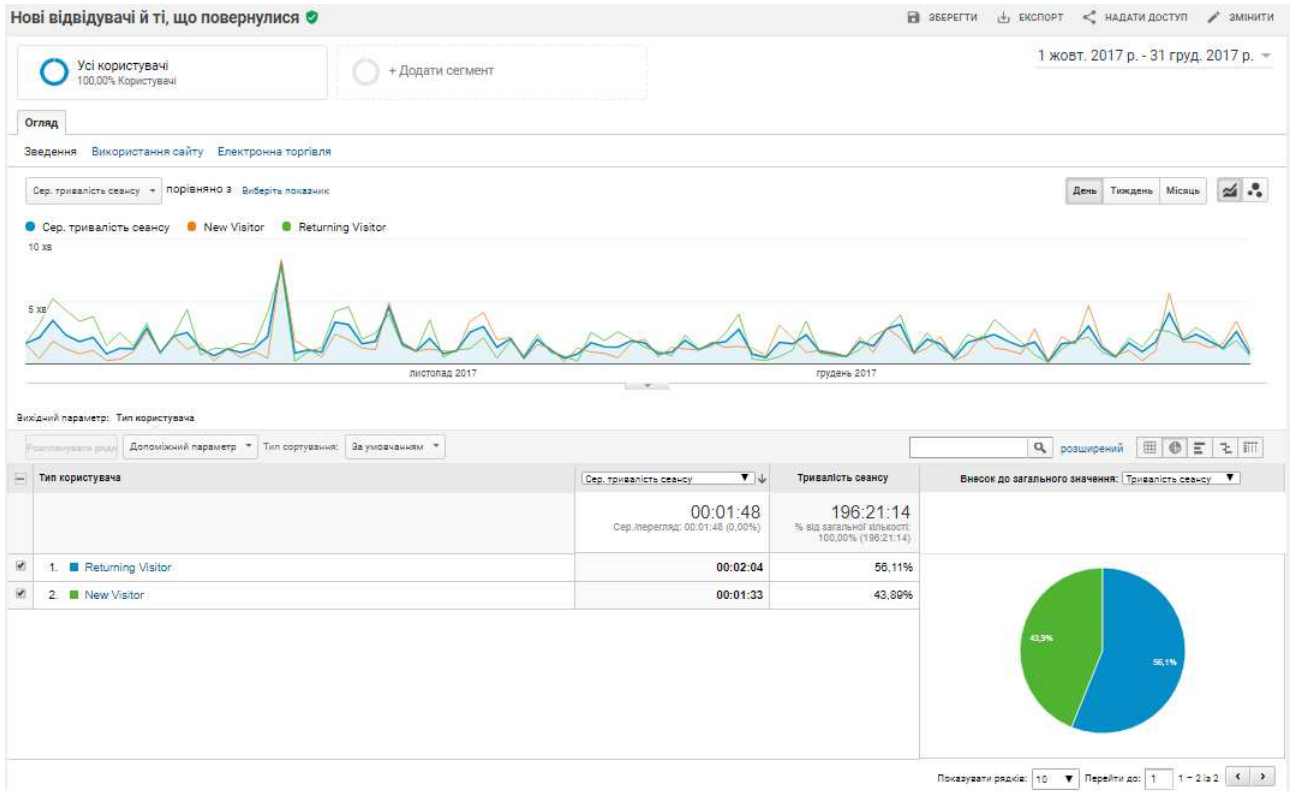 Нові відвідувачі й ті, що повернулися
ЗБЕРЕГТИ ЕКСПОРТ НАДАТИ ДОСТУП ЗМІНИТИ
Усі користувачі
100,00% Користувачі
+ Додати сегмент
1 жовт. 2017 р. - 31 груд. 2017 р.
Огляд
Зведення Використання сайту Електронна торгівля
Сер. тривалість сеансу порівняно з Виберіть показник
День Тиждень Місяць
Сер. тривалість сеансу New Visitor Returning Visitor
10 хв
5 хв
листопад 2017 грудень 2017
Вихідний параметр: Тип користувача
Допоміжний параметр Тип сортування: За умовчанням
розширений
Тип користувача Сер. тривалість сеансу Тривалість сеансу Внесок до загального значення: Тривалість сеансу
00:01:48 196:21:14
Сер./перегляд: 00:01:48 (0,00%) % від загальної кількості:
100,00% (196:21:14)
1. Returning Visitor 00:02:04 56,11%
2. New Visitor 00:01:33 43,89%
43,9%
56,1%
Показувати рядків: 10 Перейти до: 1 1 – 2 із 2